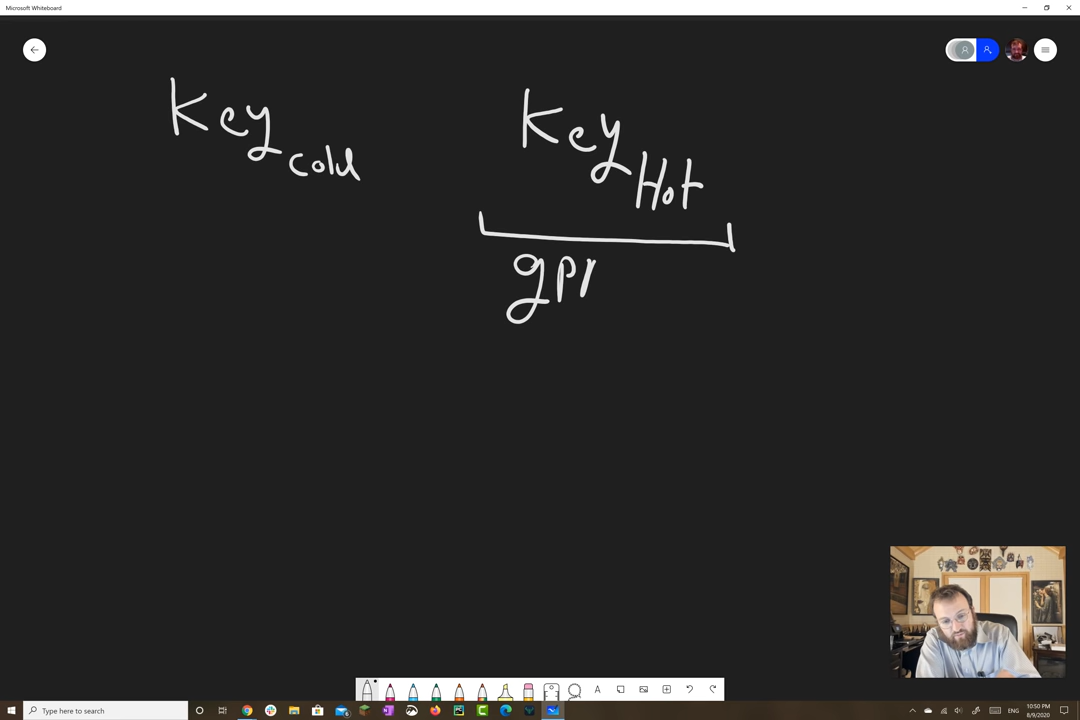 Microsoft Whiteboard
Key cold
Key Hot
gpr
A
Type here to search
ENG
10:50 PM
8/9/2020